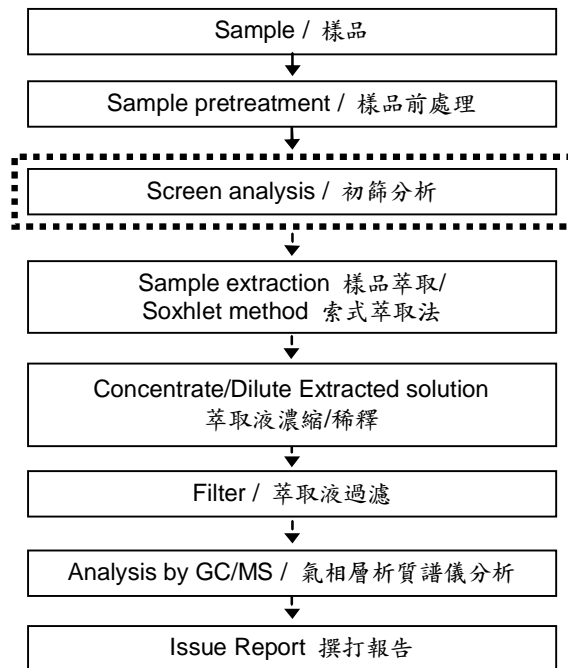 Sample / 樣品
Sample pretreatment / 樣品前處理
Screen analysis / 初篩分析
Sample extraction 樣品萃取/
Soxhlet method 索式萃取法
Concentrate/Dilute Extracted solution
萃取液濃縮/稀釋
Filter / 萃取液過濾
Analysis by GC/MS / 氣相層析質譜儀分析
Issue Report 撰打報告